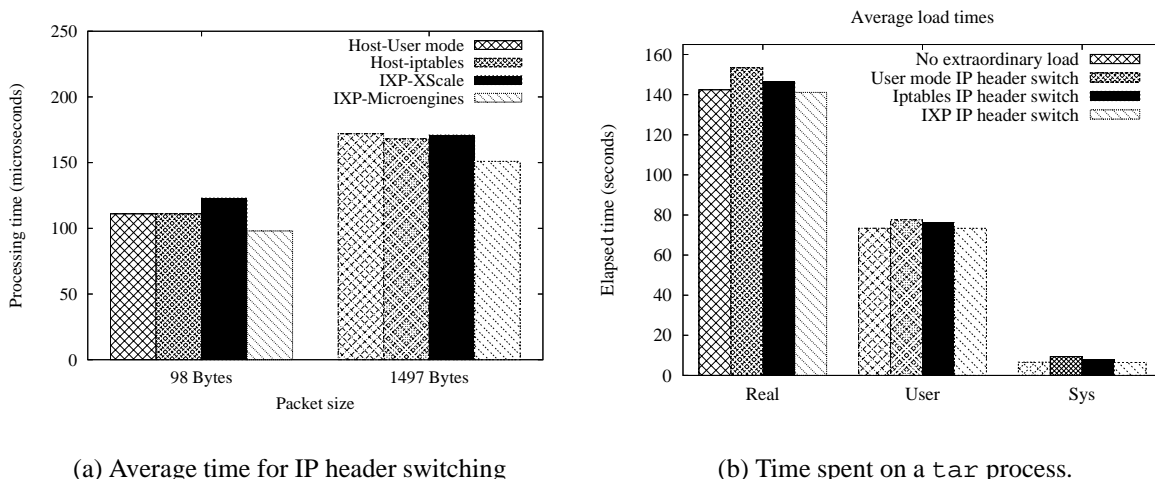 250
200
150
100
50
0
Processing time (microseconds)
Host-User mode
Host-iptables
IXP-XScale
IXP-Microengines
98 Bytes
1497 Bytes
Packet size
(a) Average time for IP header switching
Average load times
160
140
120
100
80
60
40
20
0
Elapsed time (seconds)
No extraordinary load
User mode IP header switch
Iptables IP header switch
IXP IP header switch
Real
User
Sys
(b) Time spent on a tar process.